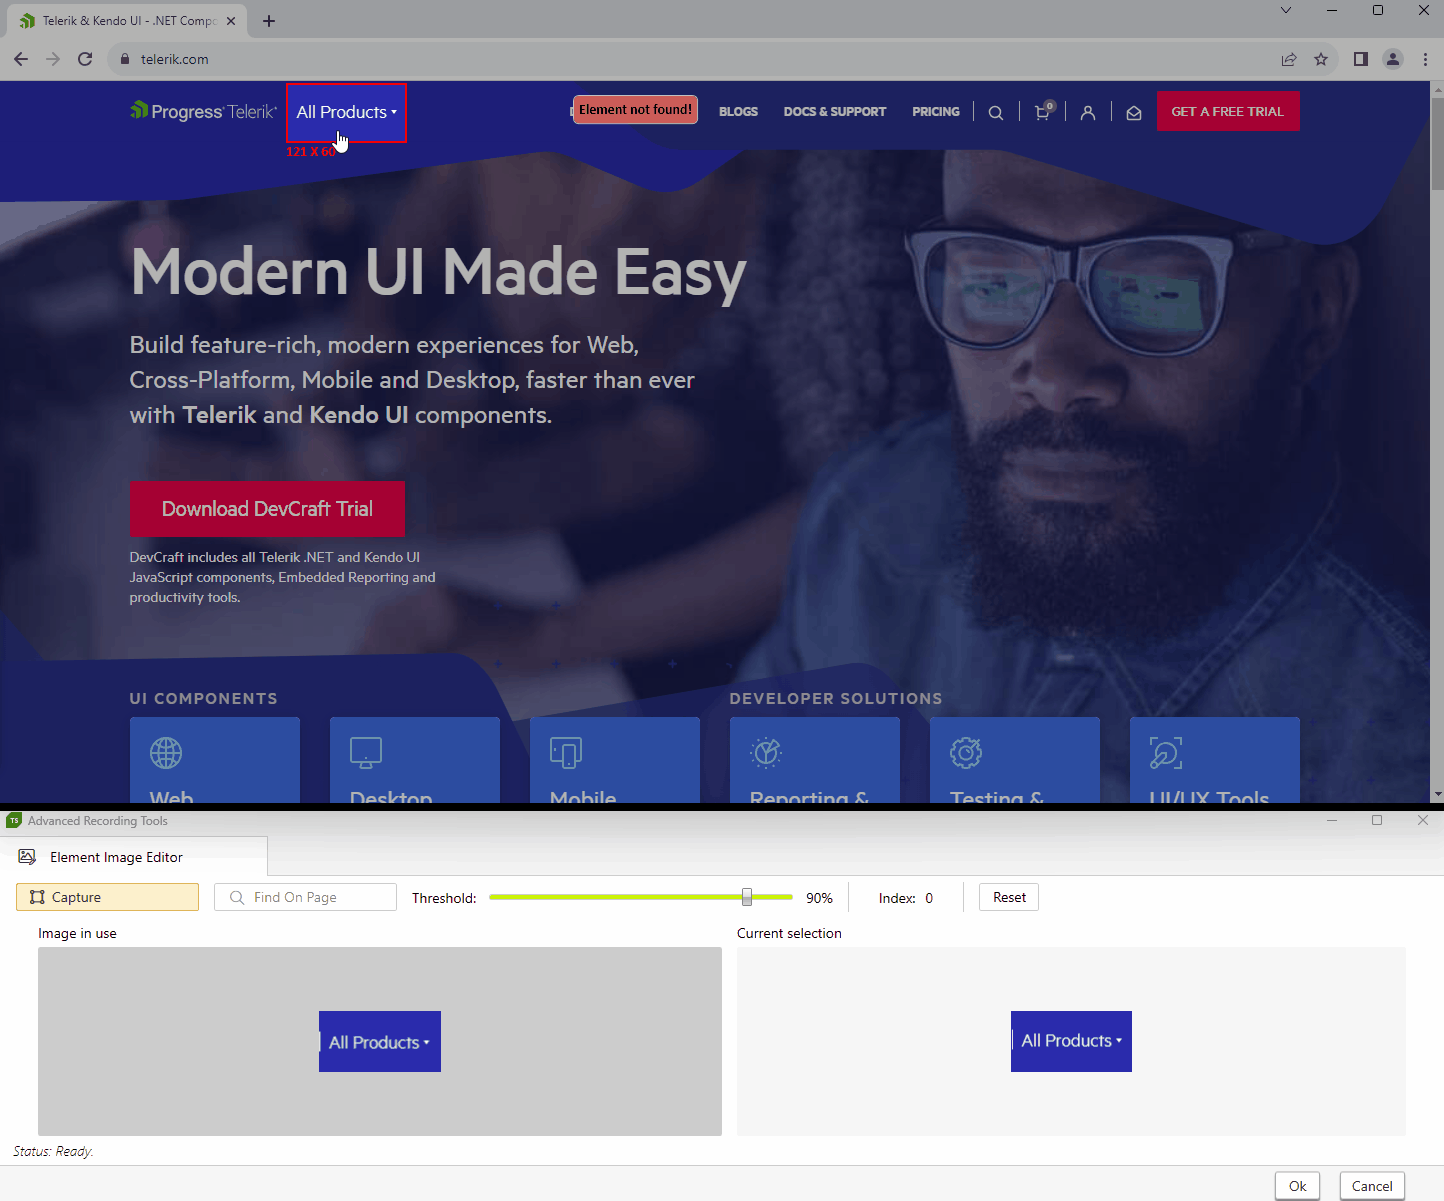 Telerik & Kendo UI - .NET Compo
telerik.com
Progress Telerik
All Products
121 X 60
Element not found!
BLOGS
DOCS & SUPPORT
PRICING
0
GET A FREE TRIAL
Modern UI Made Easy
Build feature-rich, modern experiences for Web,
Cross-Platform, Mobile and Desktop, faster than ever
with Telerik and Kendo UI components.
Download DevCraft Trial
DevCraft includes all Telerik .NET and Kendo UI
JavaScript components, Embedded Reporting and
productivity tools.
UI COMPONENTS
DEVELOPER SOLUTIONS
Web
Desktop
Mobile
Reporting &
Testing &
UI/UX Tools
TS
Advanced Recording Tools
Element Image Editor
Capture
Find On Page
Threshold:
90%
Index: 0
Reset
Image in use
Current selection
All Products
All Products
Status: Ready.
Ok
Cancel